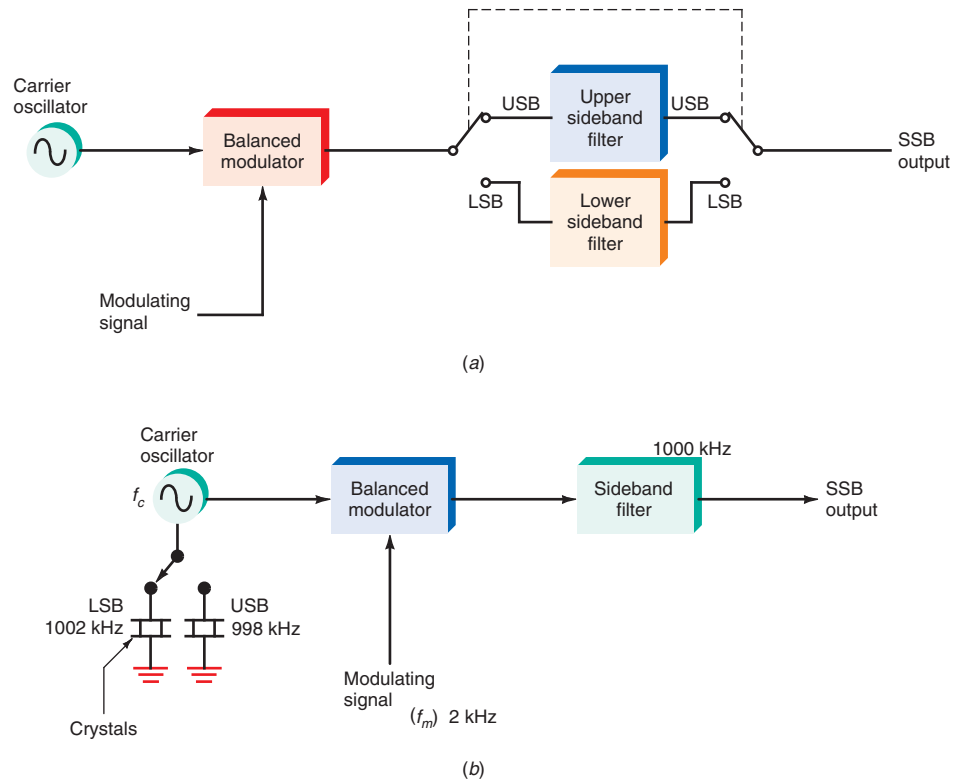 Carrier
oscillator
Balanced
modulator
USB
Upper
sideband
filter
USB
SSB
output
LSB
Lower
sideband
filter
LSB
Modulating
signal
(a)
Carrier
oscillator
fc
Balanced
modulator
1000 kHz
Sideband
filter
SSB
output
LSB
1002 kHz
USB
998 kHz
Crystals
Modulating
signal
(fm) 2 kHz
(b)